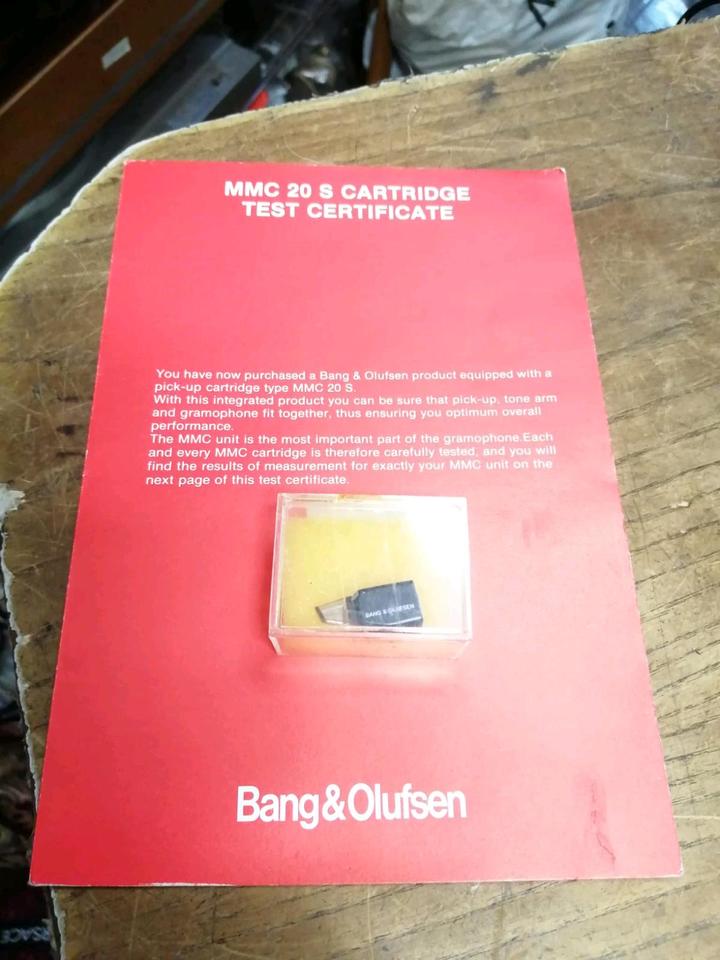 MMC 20 S CARTRIDGE
TEST CERTIFICATE
You have now purchased a Bang & Olufsen product equipped with a
pick-up cartridge type MMC 20 S.
With this integrated product you can be sure that pick-up, tone arm
and gramophone fit together, thus ensuring you optimum overall
performance.
The MMC unit is the most important part of the gramophone.Each
and every MMC cartridge is therefore carefully tested, and you will
find the results of measurement for exactly your MMC unit on the
next page of this test certificate.
BANG & OLUFSEN
Bang&Olufsen